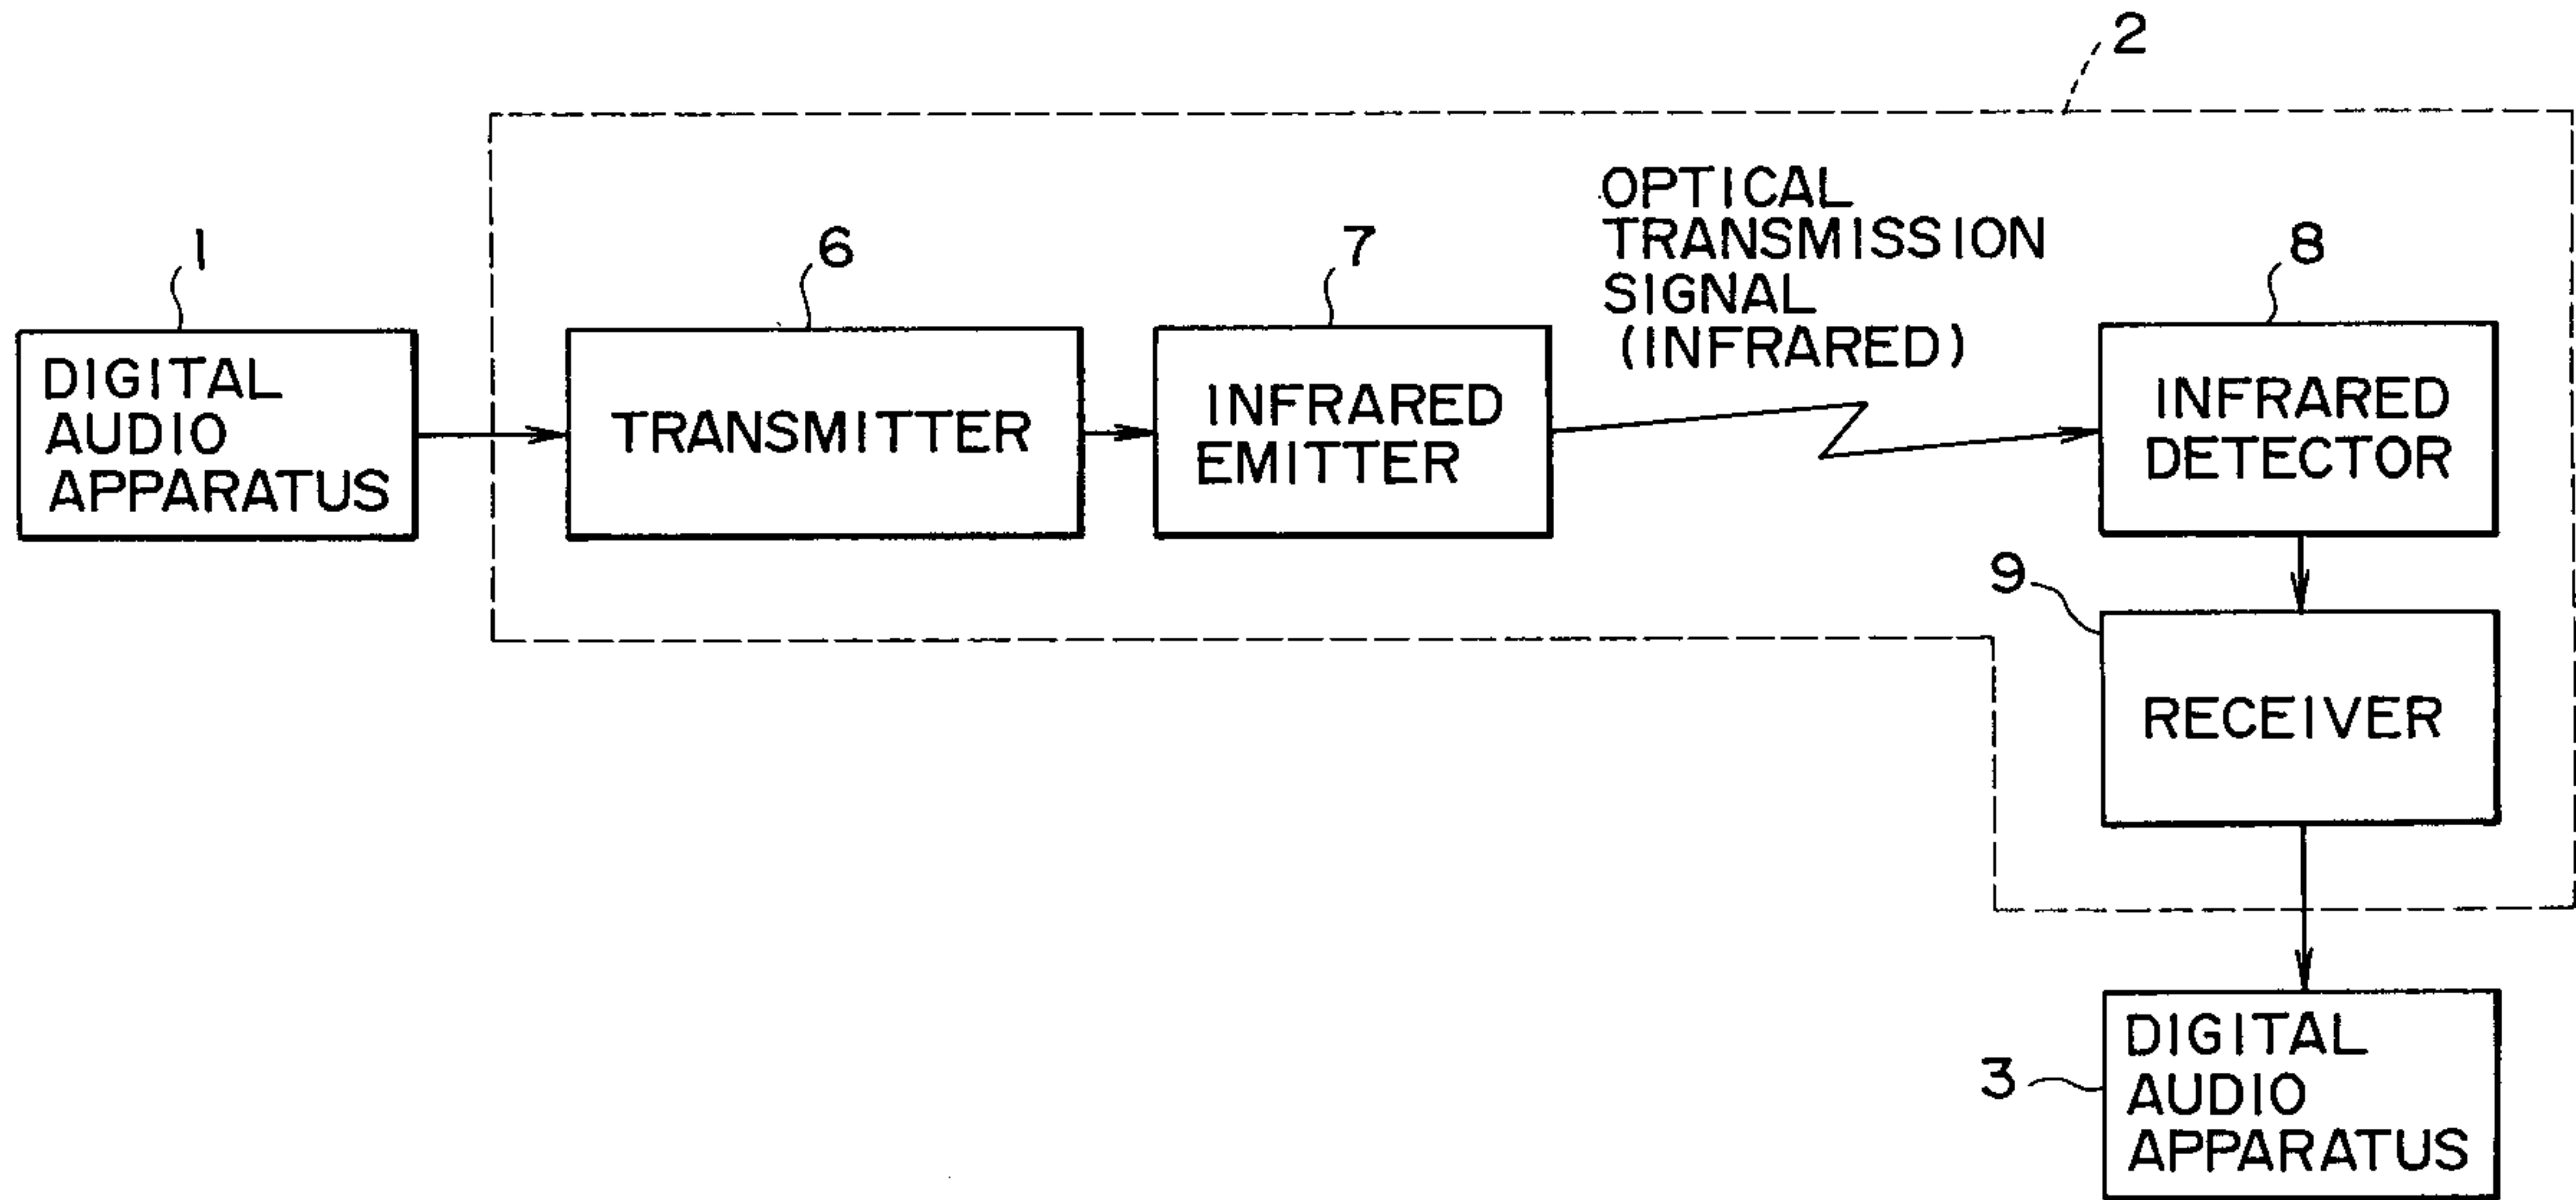 2
1
DIGITAL
AUDIO
APPARATUS
6
TRANSMITTER
7
INFRARED
EMITTER
OPTICAL
TRANSMISSION
SIGNAL
(INFRARED)
8
INFRARED
DETECTOR
9
RECEIVER
3
DIGITAL
AUDIO
APPARATUS